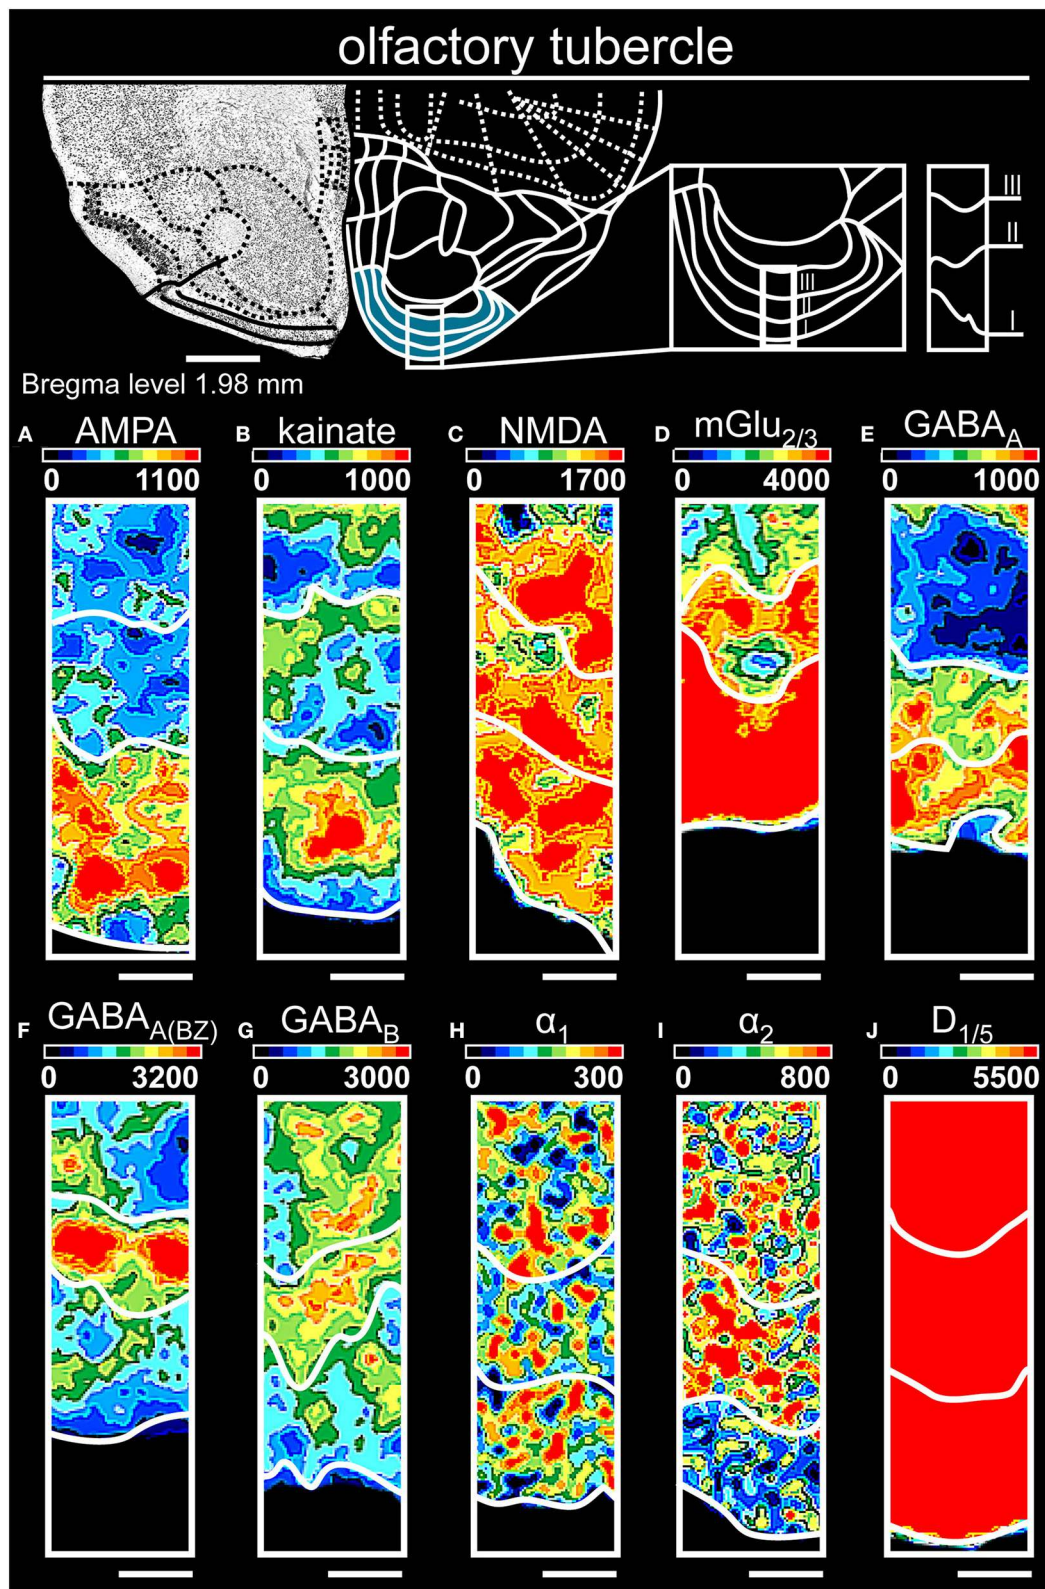 olfactory tubercle
III
II
I
III
II
I
Bregma level 1.98 mm
A AMPA B kainate C NMDA D mGlu2/3 E GABAA
0 1100 0 1000 0 1700 0 4000 0 1000
F GABAA(BZ) G GABAB H α1 I α2 J D1/5
0 3200 0 3000 0 300 0 800 0 5500